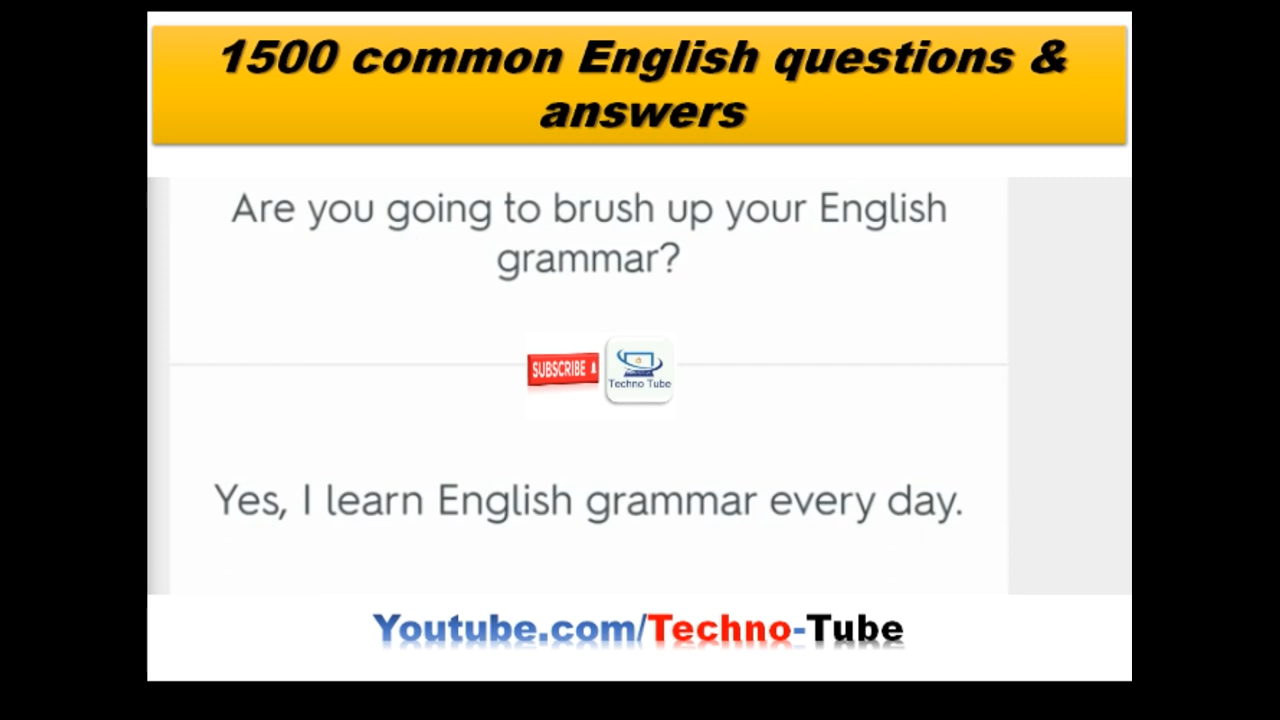 1500 common English questions &
answers
Are you going to brush up your English
grammar?
SUBSCRIBE
Techno Tube
Yes, I learn English grammar every day.
Youtube.com/Techno-Tube